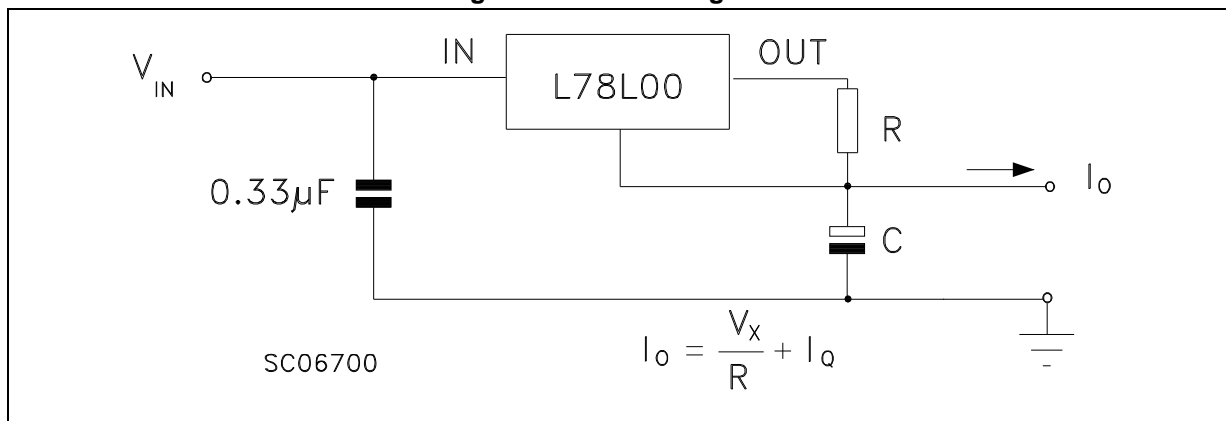 IN
OUT
V_IN
L78L00
R
I_O
0.33µF
C
I_O = V_X / R + I_Q
SC06700